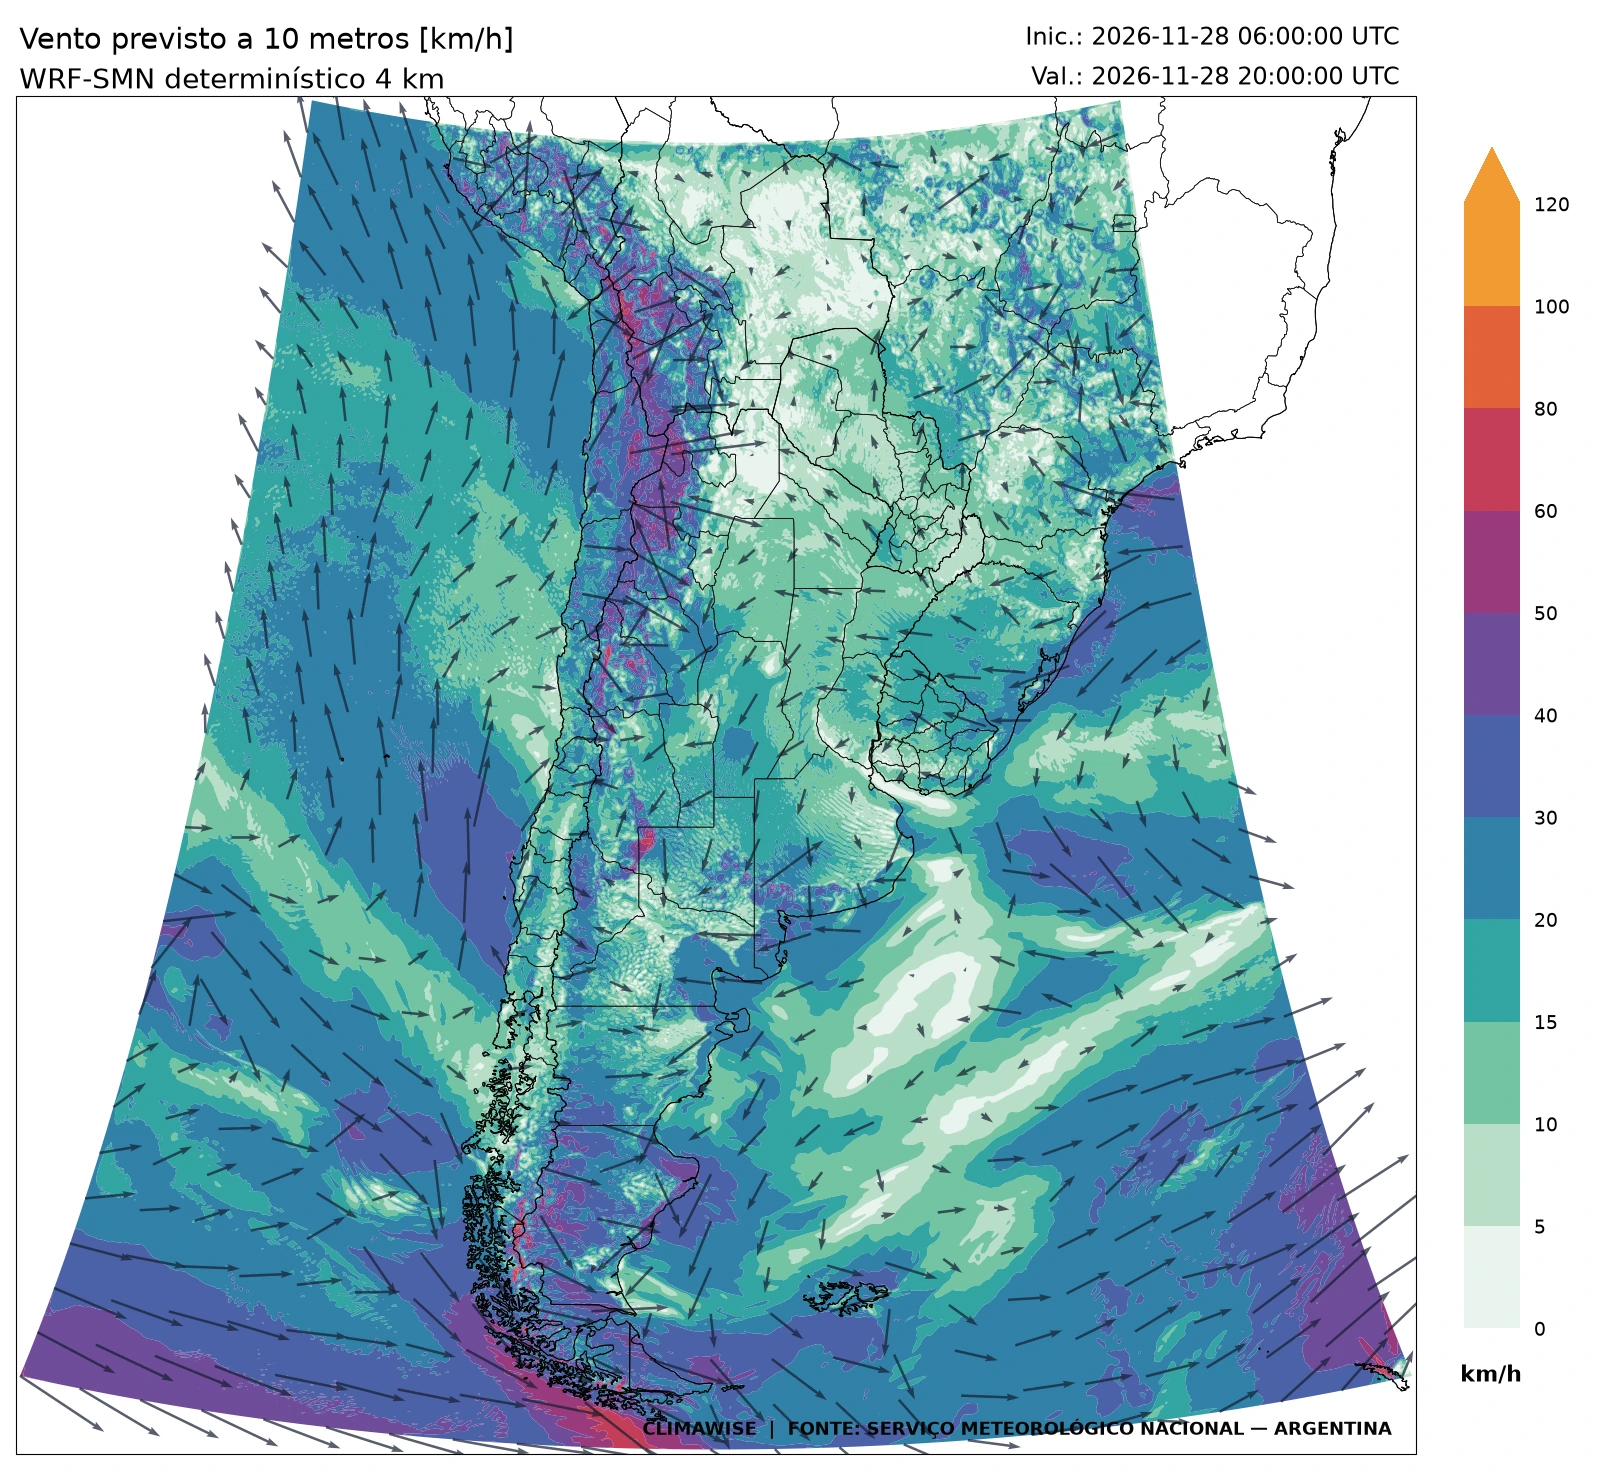 Vento previsto a 10 metros [km/h]
WRF-SMN determinístico 4 km
Inic.: 2026-11-28 06:00:00 UTC
Val.: 2026-11-28 20:00:00 UTC
120
100
80
60
50
40
30
20
15
10
5
0
km/h
CLIMAWISE | FONTE: SERVIÇO METEOROLÓGICO NACIONAL — ARGENTINA